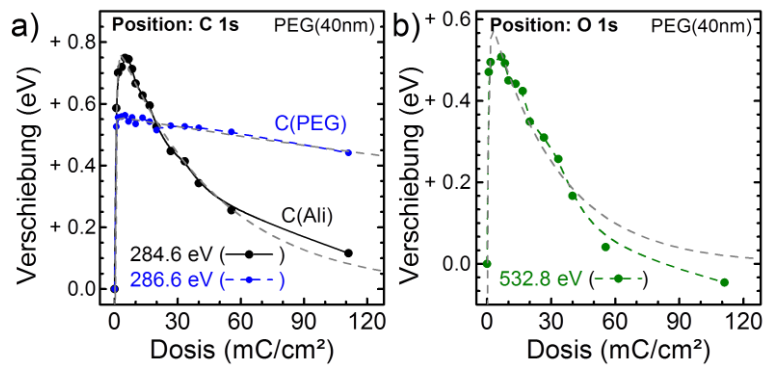 a)
Position: C 1s
PEG(40nm)
Verschiebung (eV)
+ 0.8
+ 0.6
+ 0.4
+ 0.2
0.0
C(PEG)
C(Ali)
284.6 eV ( )
286.6 eV ( )
0 30 60 90 120
Dosis (mC/cm²)
b)
Position: O 1s
PEG(40nm)
Verschiebung (eV)
+ 0.6
+ 0.4
+ 0.2
0.0
532.8 eV ( )
0 30 60 90 120
Dosis (mC/cm²)